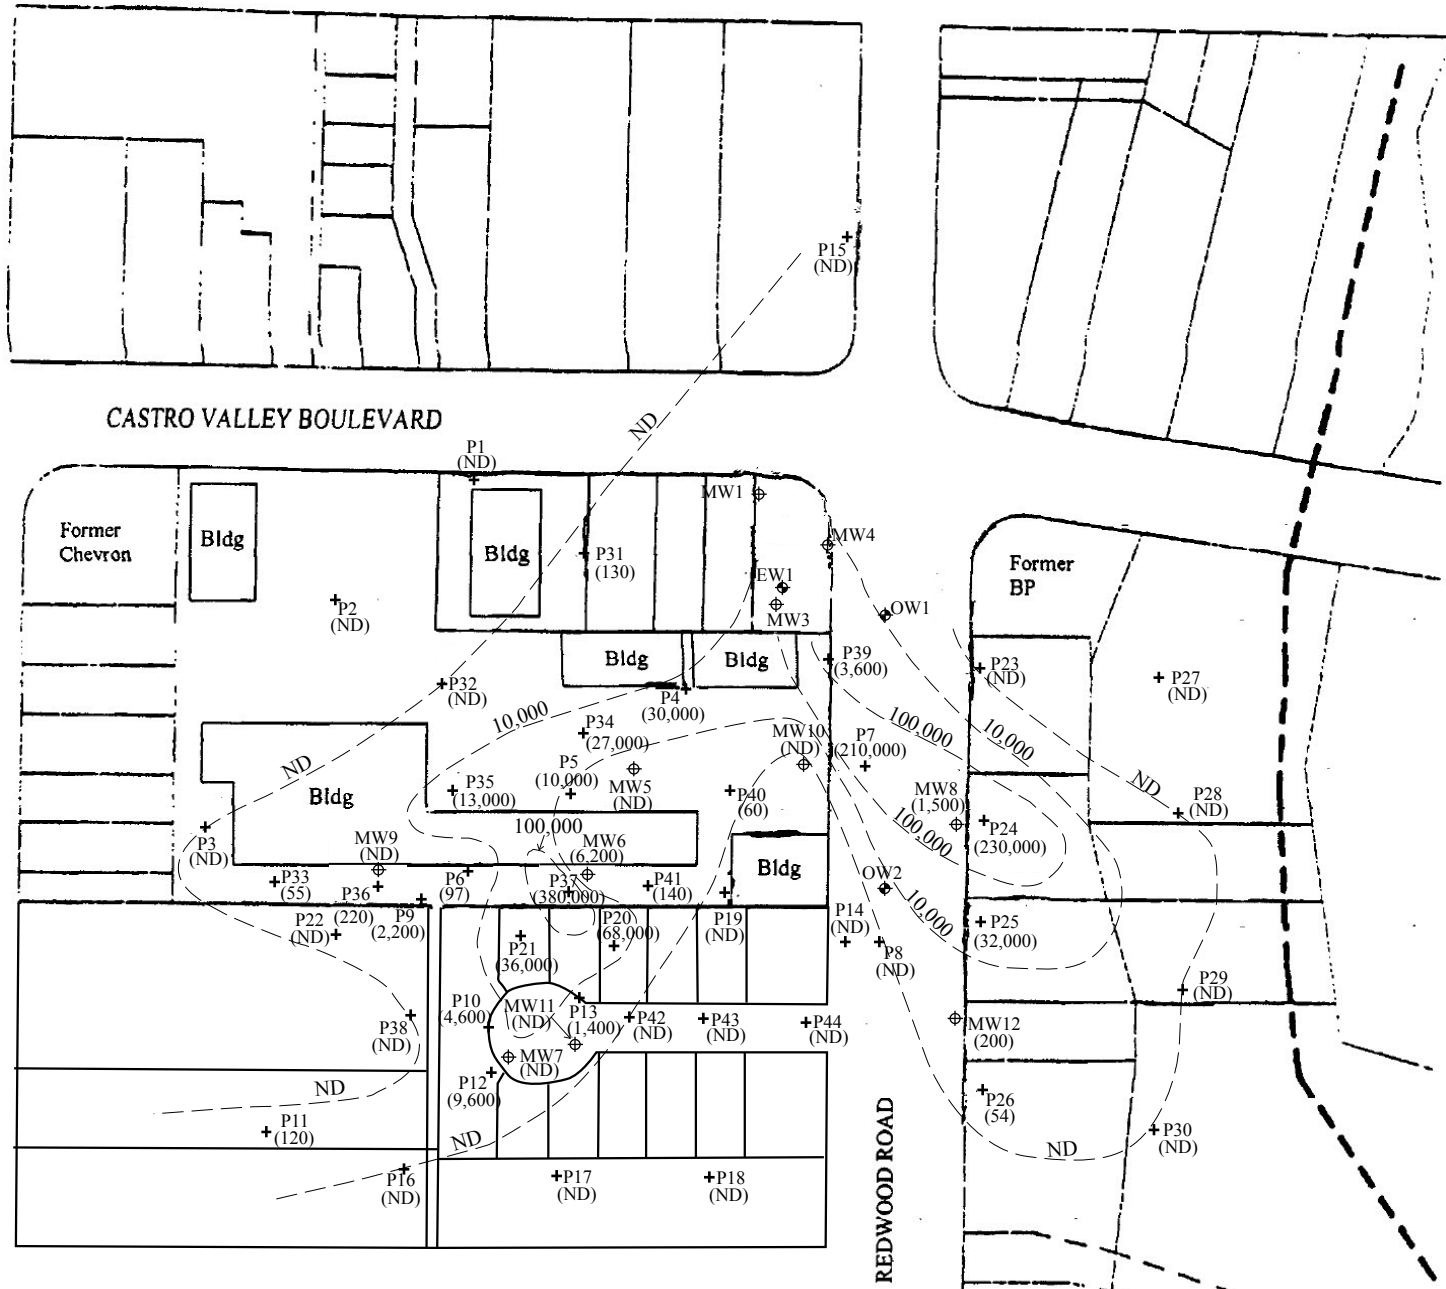 P15
(ND)
CASTRO VALLEY BOULEVARD
ND
P1
(ND)
MW1
Former
Chevron
Bldg
Bldg
P31
(130)
MW4
Former
BP
EW1
OW1
MW3
P2
(ND)
Bldg
Bldg
P39
(3,600)
P23
(ND)
P27
(ND)
P32
(ND)
P4
(30,000)
10,000
P34
(27,000)
100,000
10,000
MW10
(ND)
P7
(210,000)
ND
P5
(10,000)
MW5
(ND)
ND
P35
(13,000)
Bldg
P40
(60)
MW8
(1,500)
P28
(ND)
P24
(230,000)
100,000
100,000
P3
(ND)
MW9
(ND)
MW6
(6,200)
Bldg
P33
(55)
P36
(220)
P6
(97)
P37
(380,000)
P41
(140)
OW2
P22
(ND)
P9
(2,200)
P20
(68,000)
P19
(ND)
P14
(ND)
10,000
P25
(32,000)
P21
(36,000)
P8
(ND)
P29
(ND)
P10
(4,600)
MW11
(ND)
P13
(1,400)
P42
(ND)
P43
(ND)
P44
(ND)
MW12
(200)
P38
(ND)
MW7
(ND)
P12
(9,600)
ND
P26
(54)
P11
(120)
ND
ND
P30
(ND)
P16
(ND)
P17
(ND)
P18
(ND)
REDWOOD ROAD